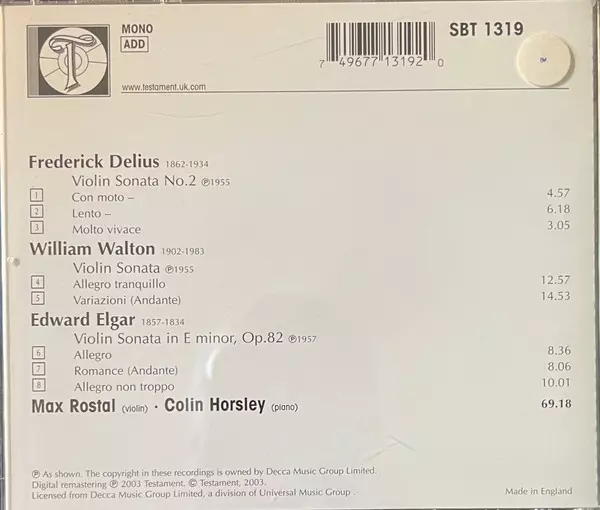 MONO
ADD
SBT 1319
7 49677 13192 0
www.testament.uk.com
Frederick Delius 1862-1934
Violin Sonata No.2 ℗1955
1 Con moto – 4.57
2 Lento – 6.18
3 Molto vivace 3.05
William Walton 1902-1983
Violin Sonata ℗1955
4 Allegro tranquillo 12.57
5 Variazioni (Andante) 14.53
Edward Elgar 1857-1834
Violin Sonata in E minor, Op.82 ℗1957
6 Allegro 8.36
7 Romance (Andante) 8.06
8 Allegro non troppo 10.01
Max Rostal (violin) · Colin Horsley (piano) 69.18
℗ As shown. The copyright in these recordings is owned by Decca Music Group Limited.
Digital remastering ℗ 2003 Testament. © Testament, 2003.
Licensed from Decca Music Group Limited, a division of Universal Music Group . Made in England